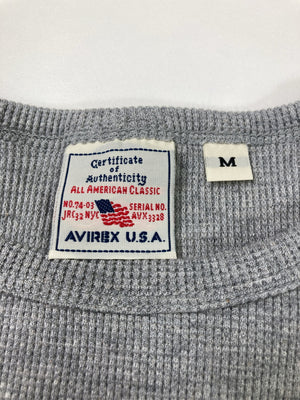 Certificate
of
Authenticity
ALL AMERICAN CLASSIC
NO.74-03 SERIAL NO.
JRC32 NYC AVX3328
AVIREX U.S.A.
M